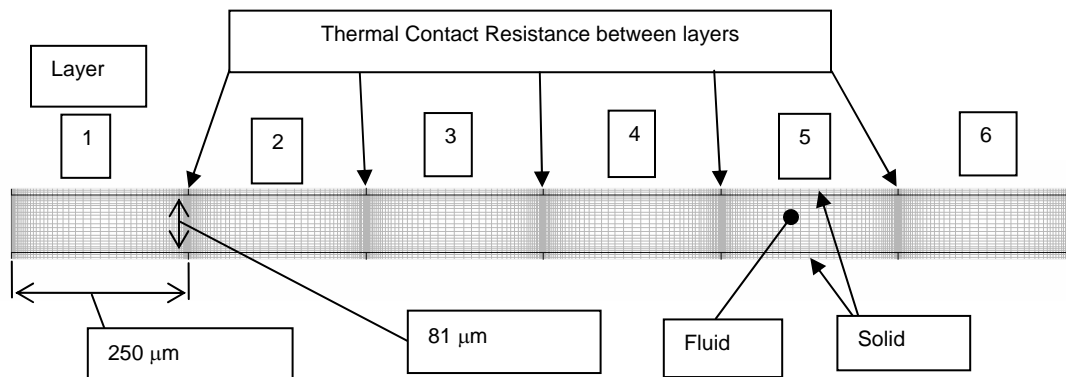 Thermal Contact Resistance between layers
Layer
1
2
3
4
5
6
250 μm
81 μm
Fluid
Solid